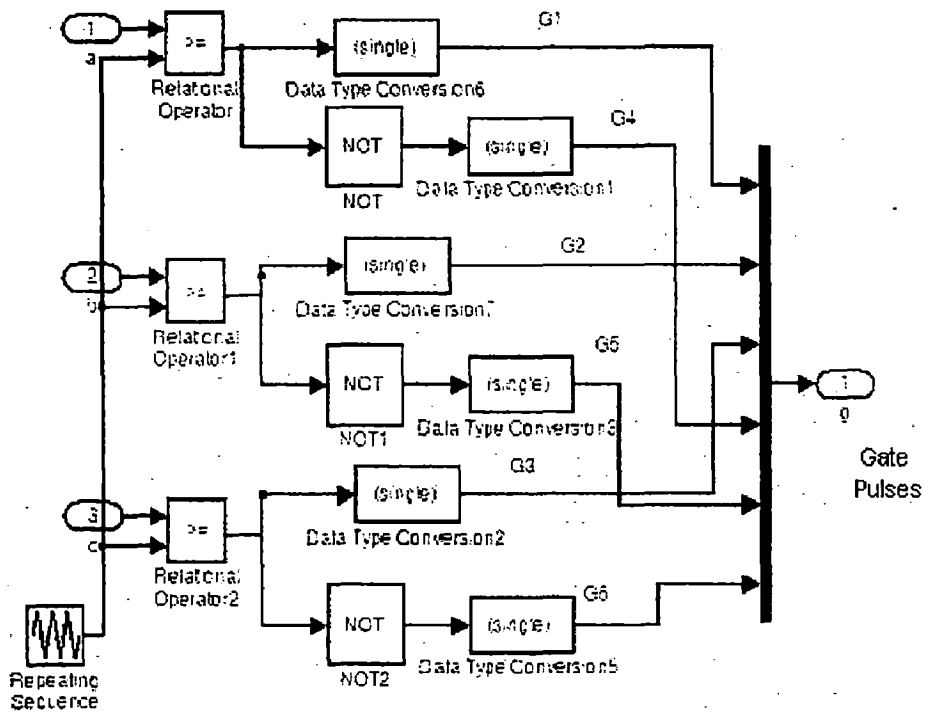 1
a
>=
Relational
Operator
(single)
Data Type Conversion6
G1
NOT
NOT
(single)
Data Type Conversion1
G4
2
b
>=
Relational
Operator1
(single)
Data Type Conversion7
G2
NOT
NOT1
(single)
Data Type Conversion3
G5
3
c
>=
Relational
Operator2
(single)
Data Type Conversion2
G3
NOT
NOT2
(single)
Data Type Conversion5
G6
Repeating
Sequence
1
g
Gate
Pulses